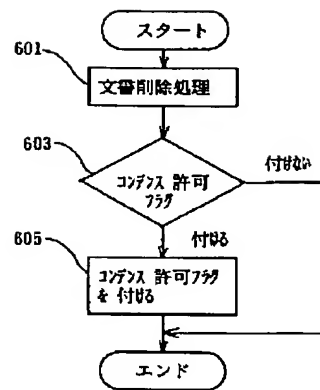 スタート
601
文書削除処理
603
コンデンス 許可
フラグ
付けない
付ける
605
コンデンス 許可フラグ
を 付ける
エンド